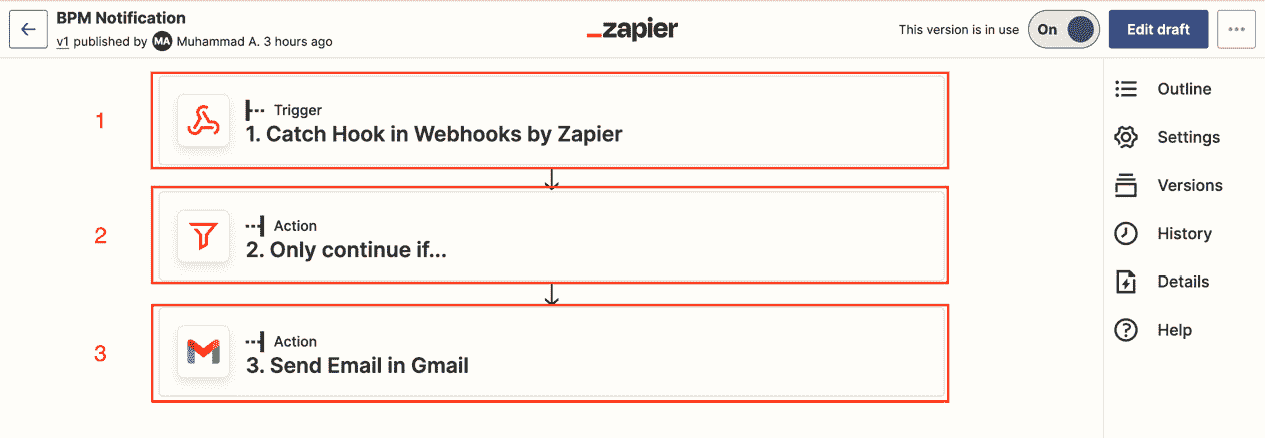 BPM Notification
v1 published by MA Muhammad A. 3 hours ago
_zapier
This version is in use On
Edit draft
1
Trigger
1. Catch Hook in Webhooks by Zapier
2
Action
2. Only continue if...
3
Action
3. Send Email in Gmail
Outline
Settings
Versions
History
Details
Help